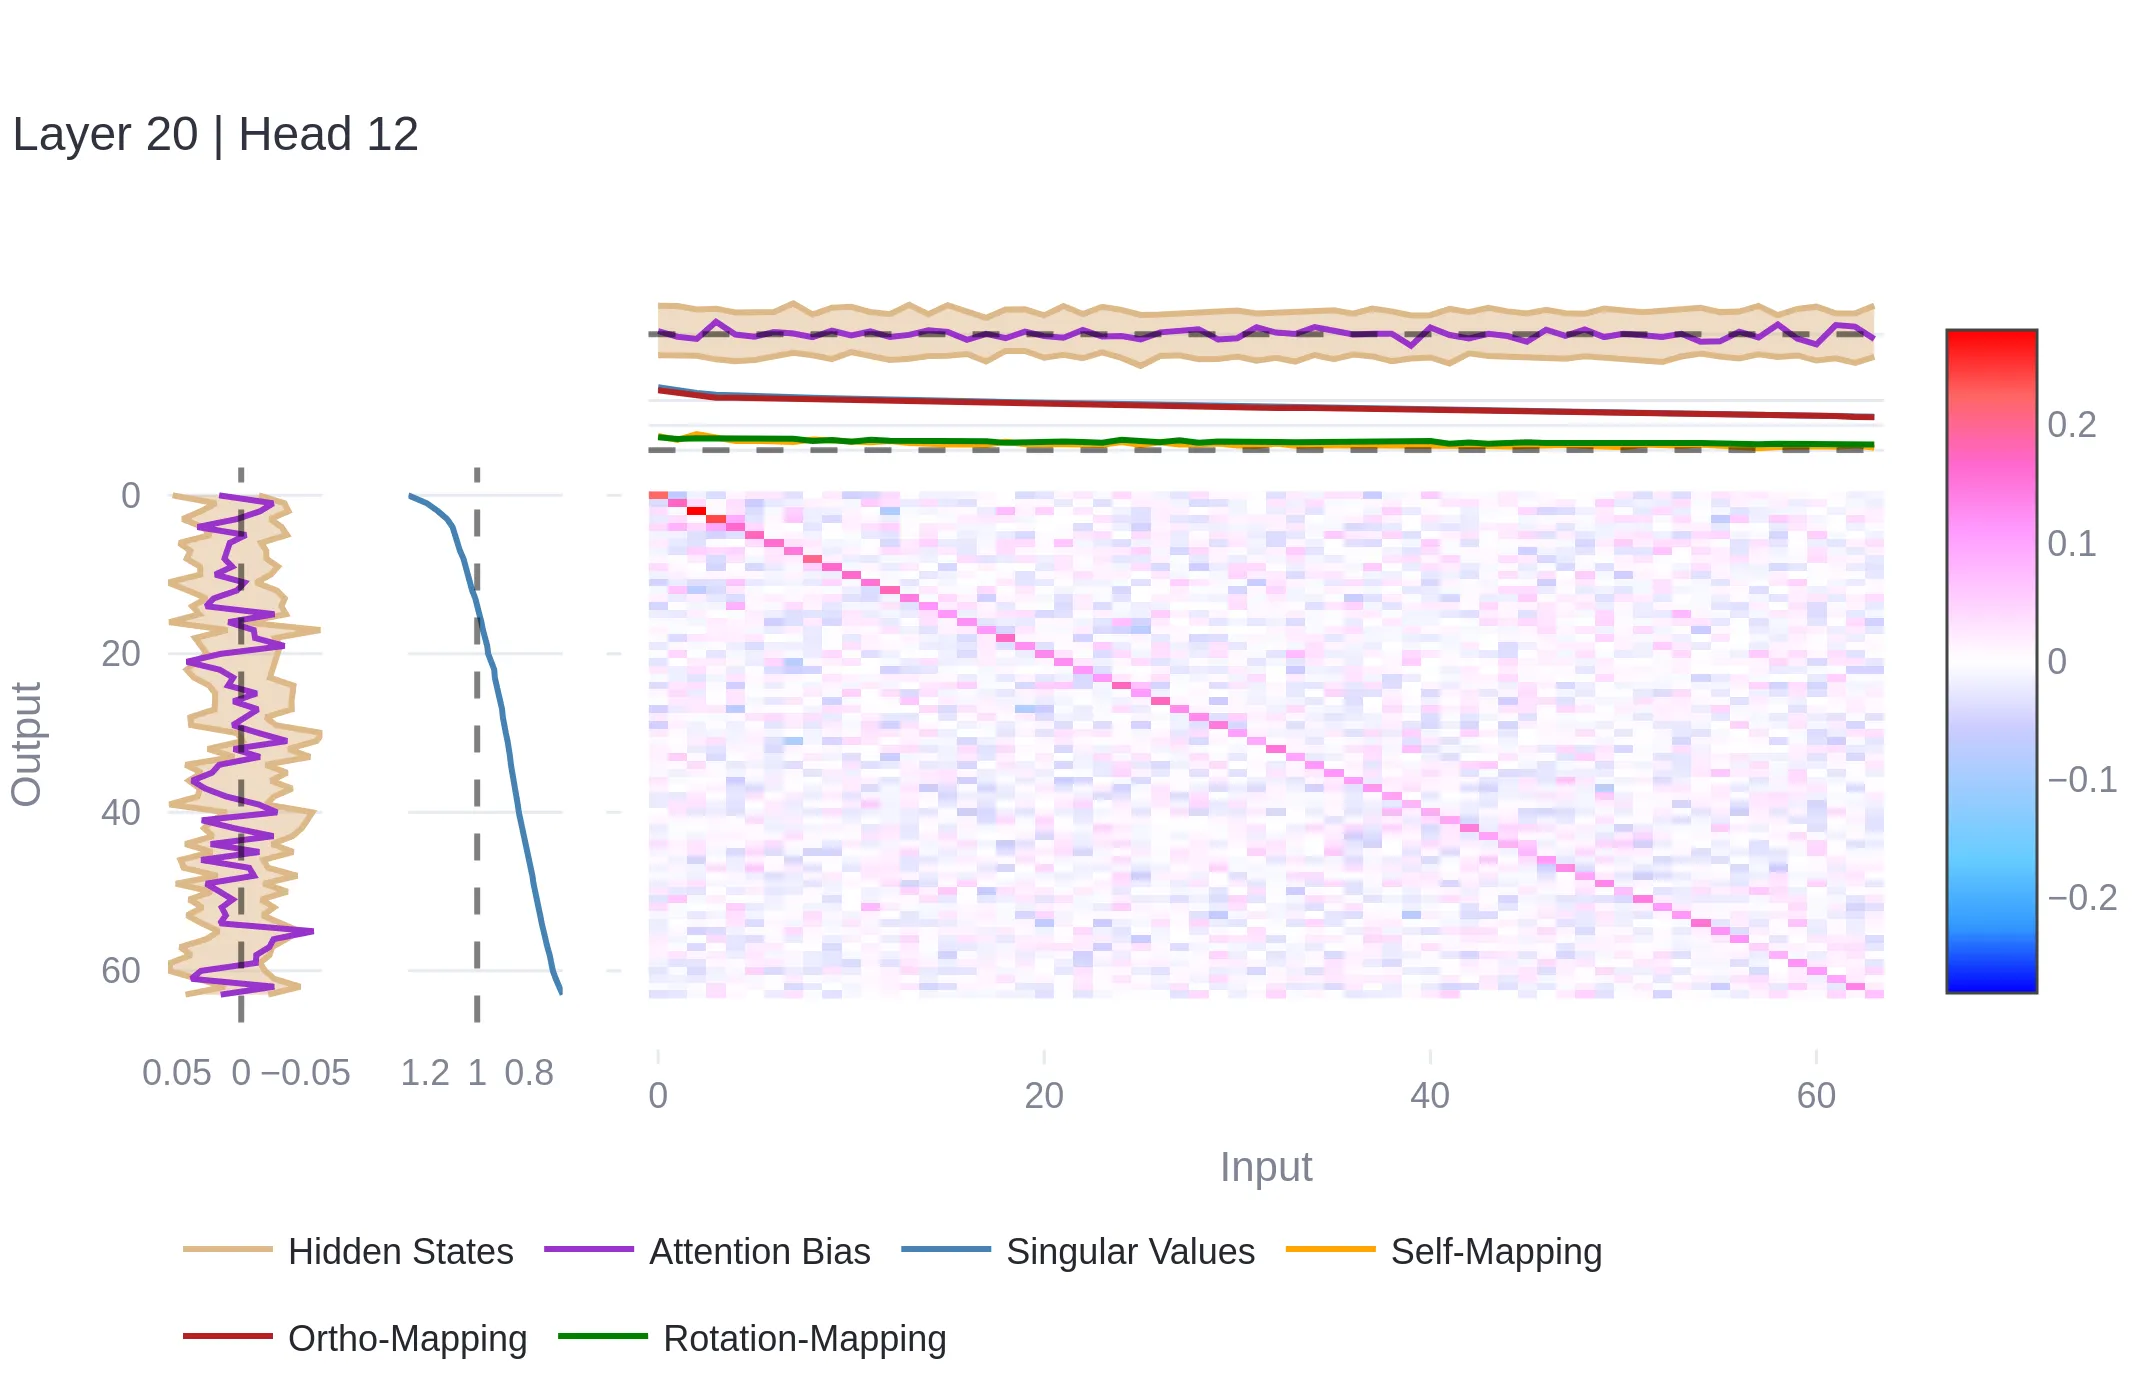 Layer 20 | Head 12
0.2
0.1
0
−0.1
−0.2
Output
0
20
40
60
0.05 0 −0.05
1.2 1 0.8
0 20 40 60
Input
Hidden States Attention Bias Singular Values Self-Mapping
Ortho-Mapping Rotation-Mapping